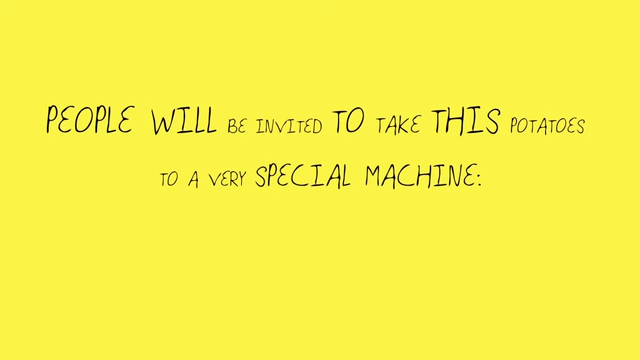 PEOPLE WILL BE INVITED TO TAKE THIS POTATOES
TO A VERY SPECIAL MACHINE: